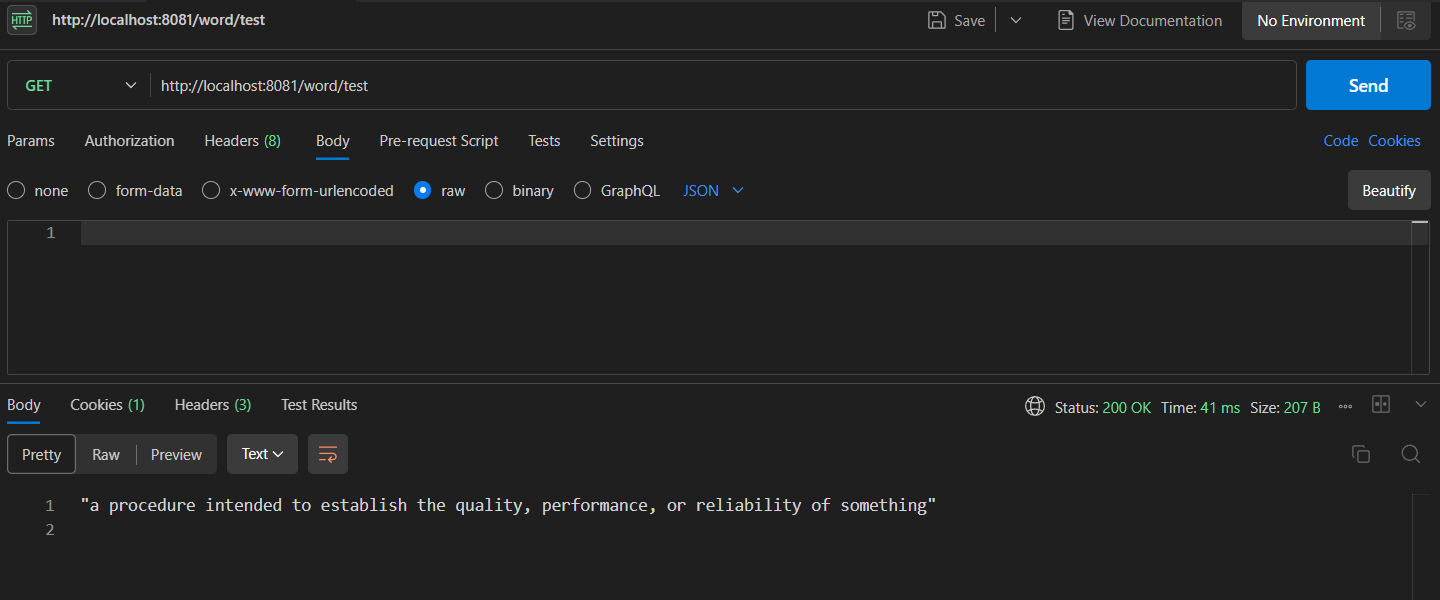 HTTP http://localhost:8081/word/test Save View Documentation No Environment
GET http://localhost:8081/word/test Send
Params Authorization Headers (8) Body Pre-request Script Tests Settings Code Cookies
none form-data x-www-form-urlencoded raw binary GraphQL JSON Beautify
1
Body Cookies (1) Headers (3) Test Results Status: 200 OK Time: 41 ms Size: 207 B
Pretty Raw Preview Text
1 "a procedure intended to establish the quality, performance, or reliability of something"
2